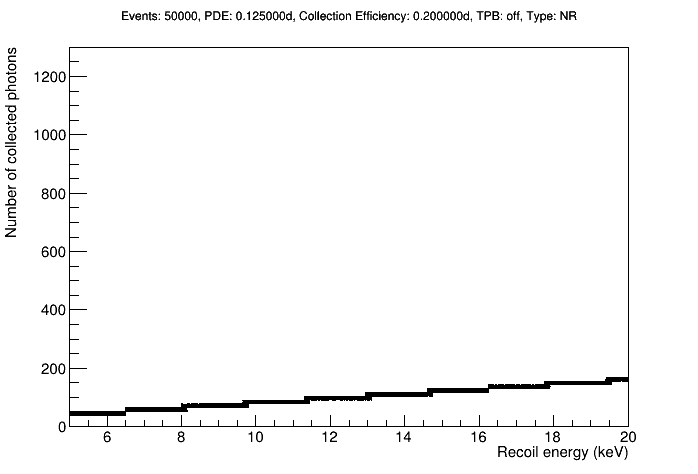 Events: 50000, PDE: 0.125000d, Collection Efficiency: 0.200000d, TPB: off, Type: NR
Number of collected photons
1200
1000
800
600
400
200
0
6 8 10 12 14 16 18 20
Recoil energy (keV)